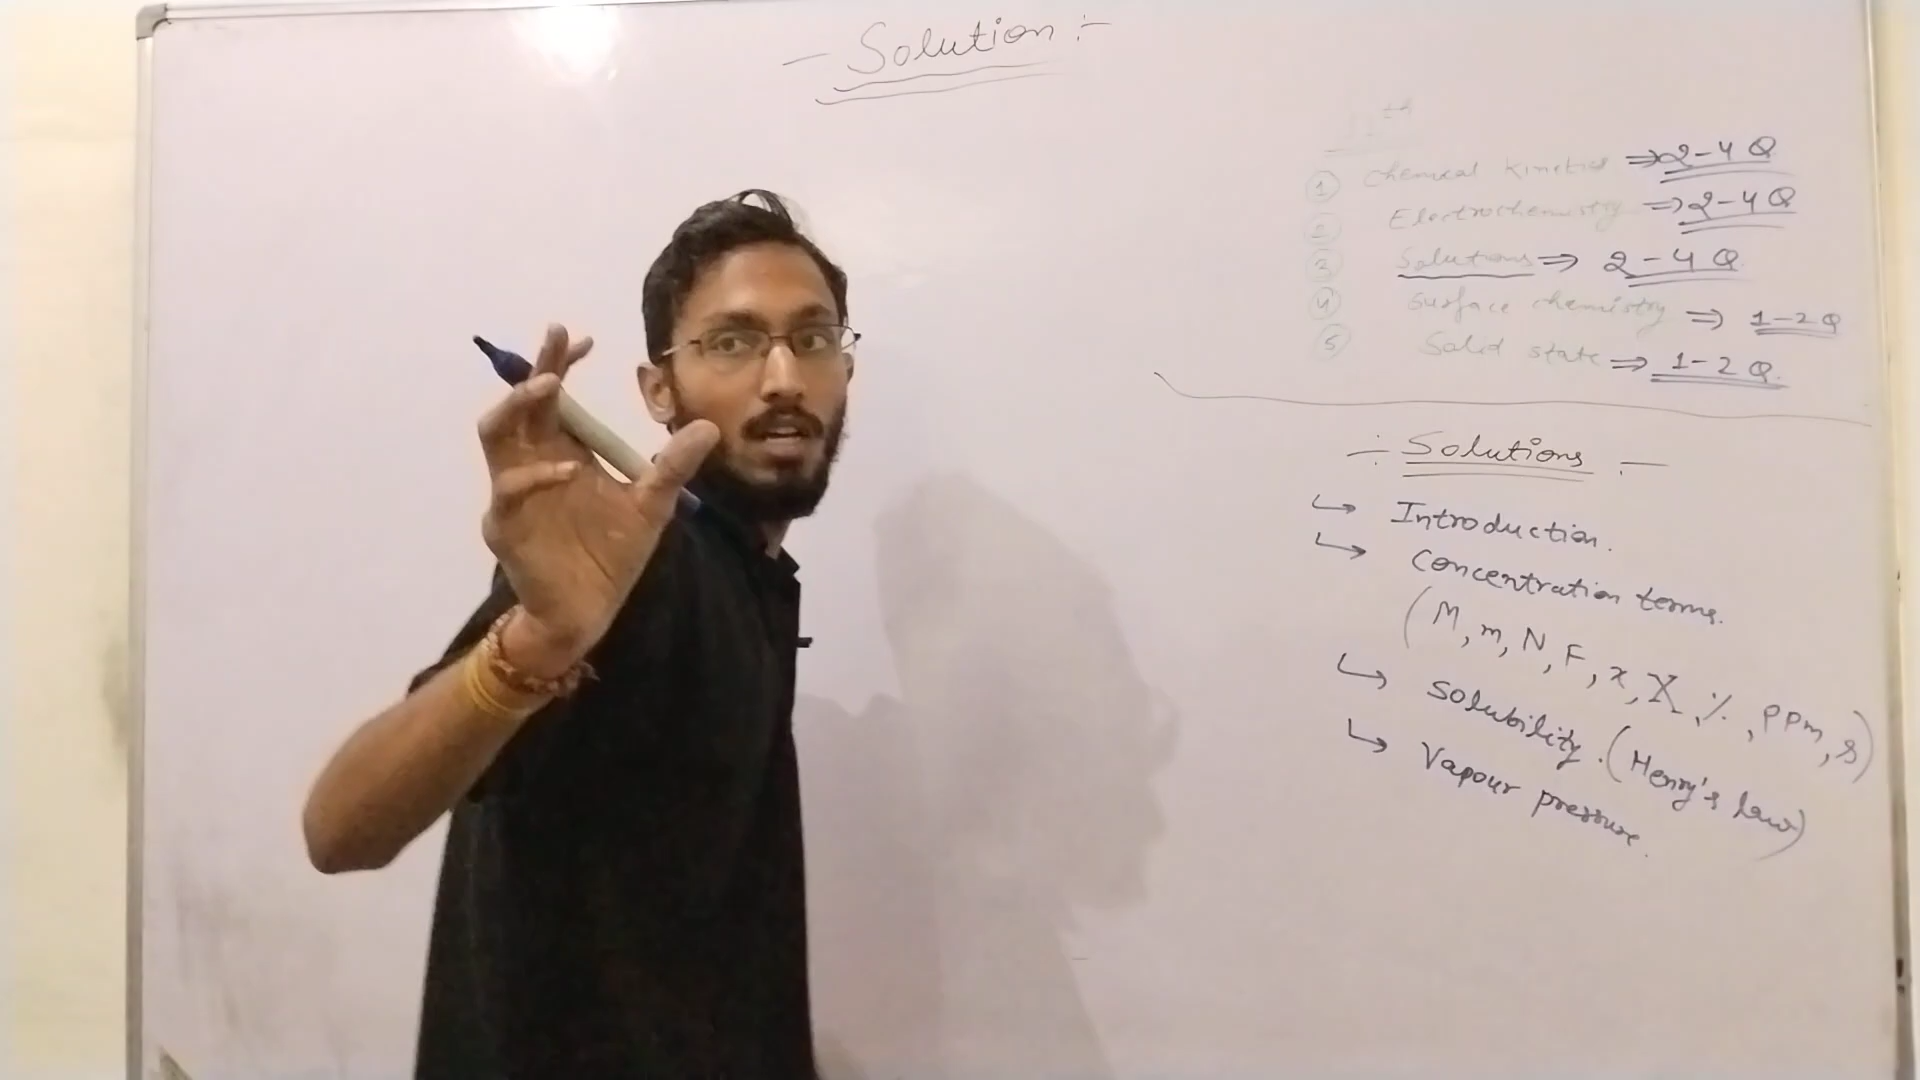 - Solution :-
th
① Chemical Kinetics ⇒ 2-4 Q
2 Electrochemistry ⇒ 2-4 Q
③ Solutions ⇒ 2-4 Q
④ Surface chemistry ⇒ 1-2 Q
⑤ Solid state ⇒ 1-2 Q.
-: Solutions :-
↳ Introduction.
↳ Concentration terms.
(M, m, N, F, x, X, %, PPm, s)
↳ Solubility. (Henry's law)
↳ Vapour pressure.